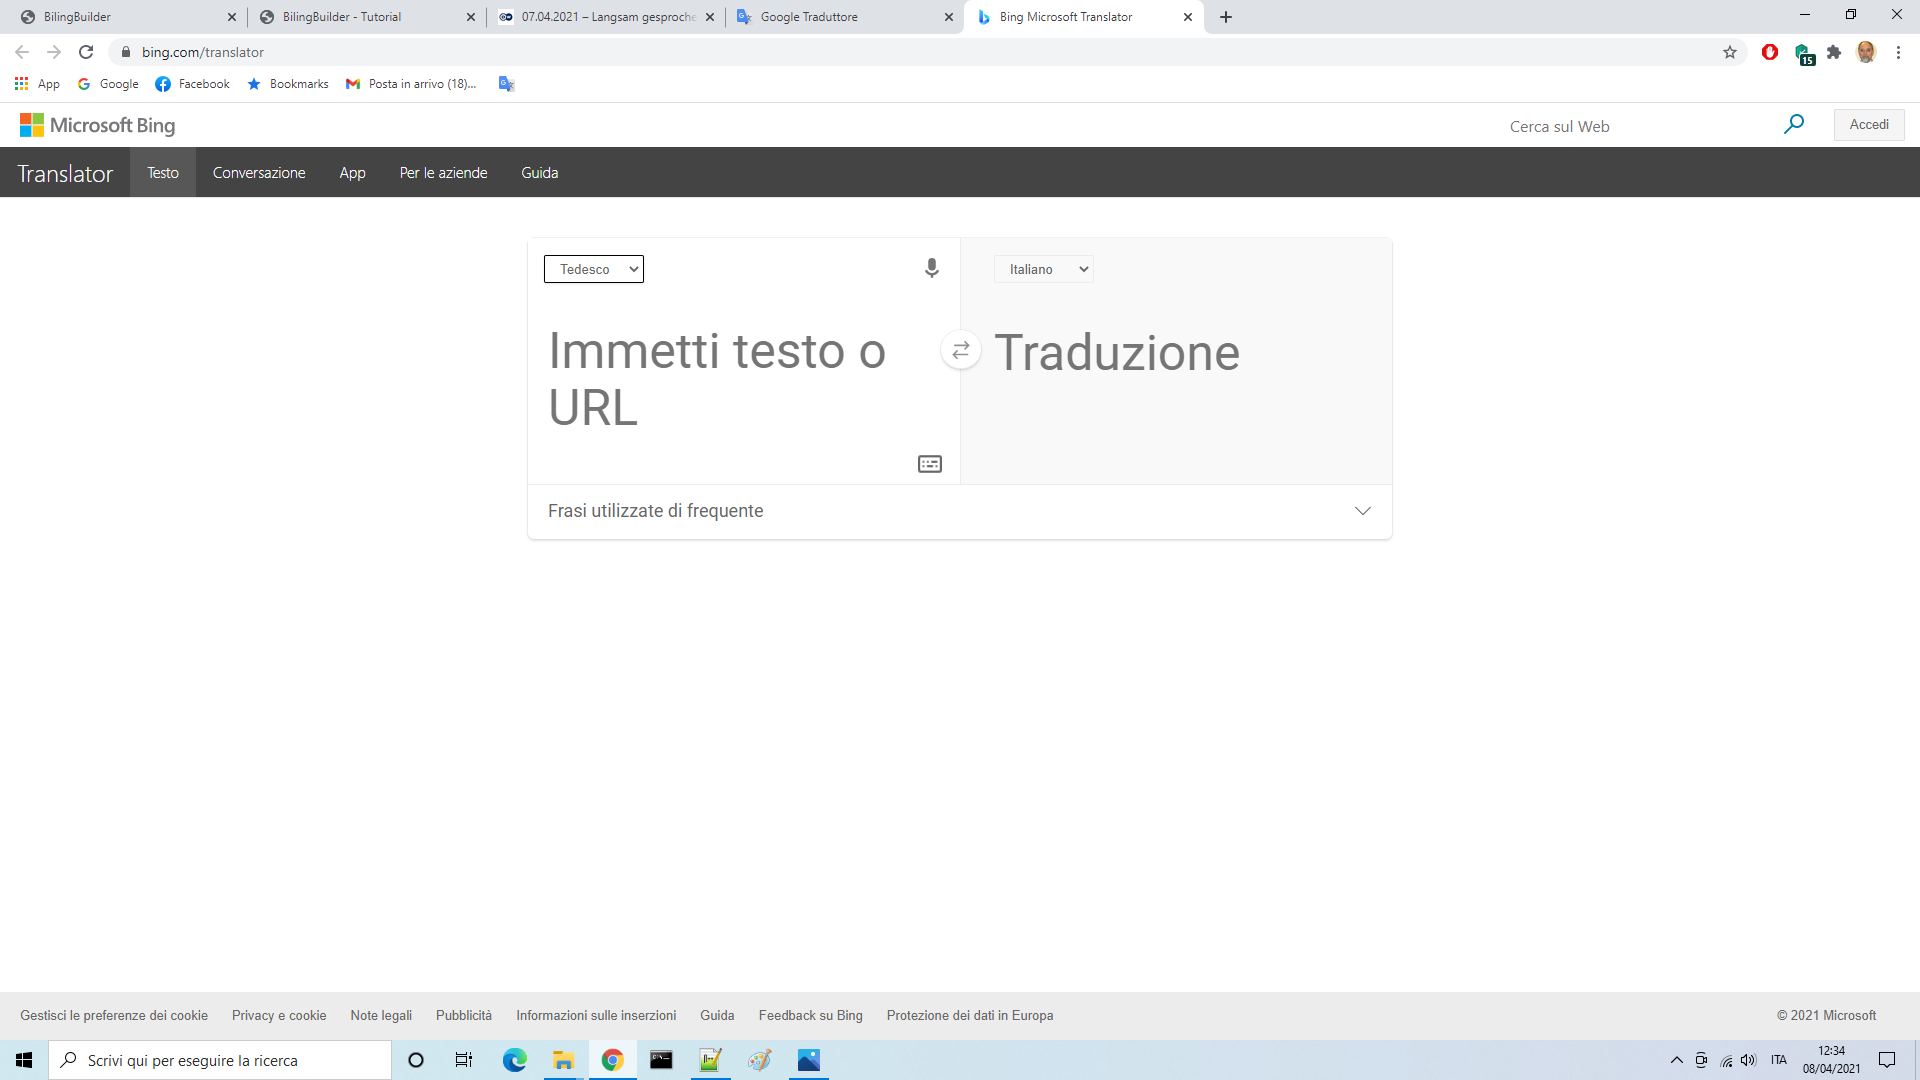 BilingBuilder
BilingBuilder - Tutorial
07.04.2021 – Langsam gesproche
Google Traduttore
Bing Microsoft Translator
bing.com/translator
15
App
Google
Facebook
Bookmarks
Posta in arrivo (18)...
Microsoft Bing
Cerca sul Web
Accedi
Translator
Testo
Conversazione
App
Per le aziende
Guida
Tedesco
Italiano
Immetti testo o
URL
Traduzione
Frasi utilizzate di frequente
Gestisci le preferenze dei cookie
Privacy e cookie
Note legali
Pubblicità
Informazioni sulle inserzioni
Guida
Feedback su Bing
Protezione dei dati in Europa
© 2021 Microsoft
Scrivi qui per eseguire la ricerca
ITA
12:34
08/04/2021